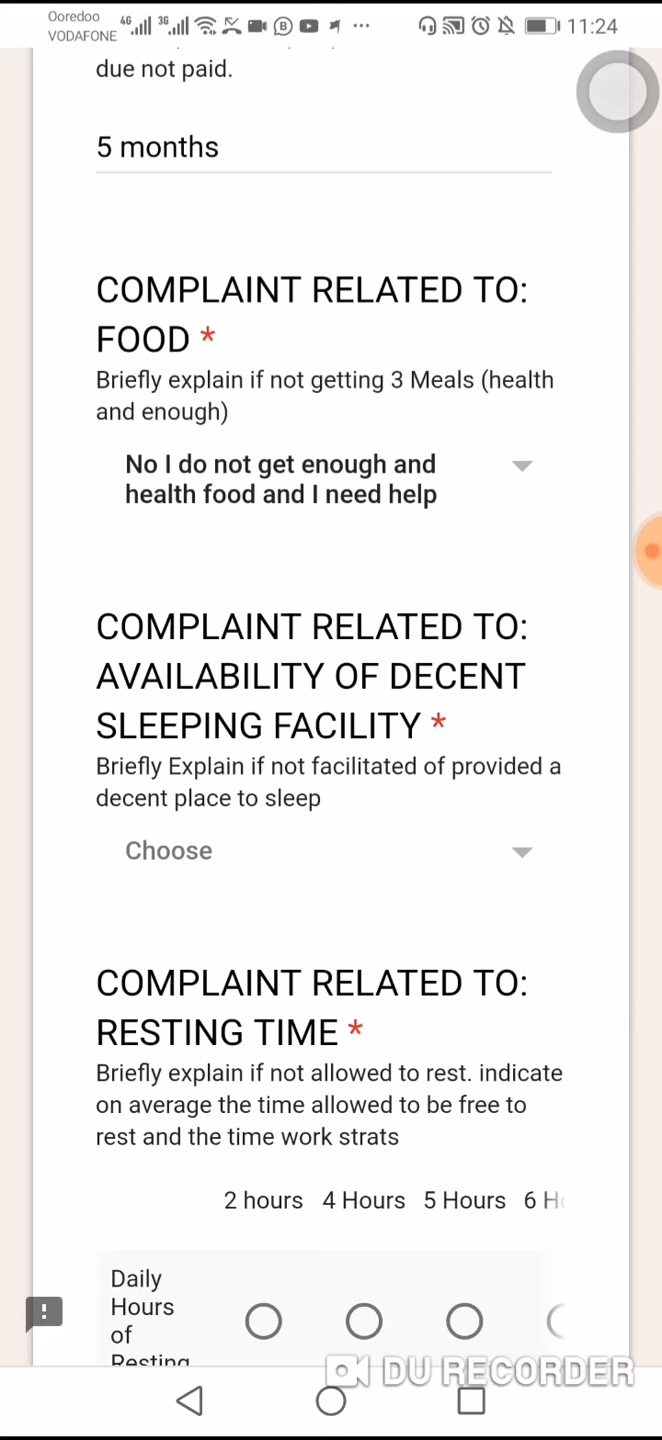 Ooredoo
VODAFONE
4G
3G
B
11:24
due not paid.
5 months
COMPLAINT RELATED TO:
FOOD *
Briefly explain if not getting 3 Meals (health
and enough)
No I do not get enough and
health food and I need help
COMPLAINT RELATED TO:
AVAILABILITY OF DECENT
SLEEPING FACILITY *
Briefly Explain if not facilitated of provided a
decent place to sleep
Choose
COMPLAINT RELATED TO:
RESTING TIME *
Briefly explain if not allowed to rest. indicate
on average the time allowed to be free to
rest and the time work strats
2 hours 4 Hours 5 Hours 6 H
Daily
Hours
of
Resting
DU RECORDER